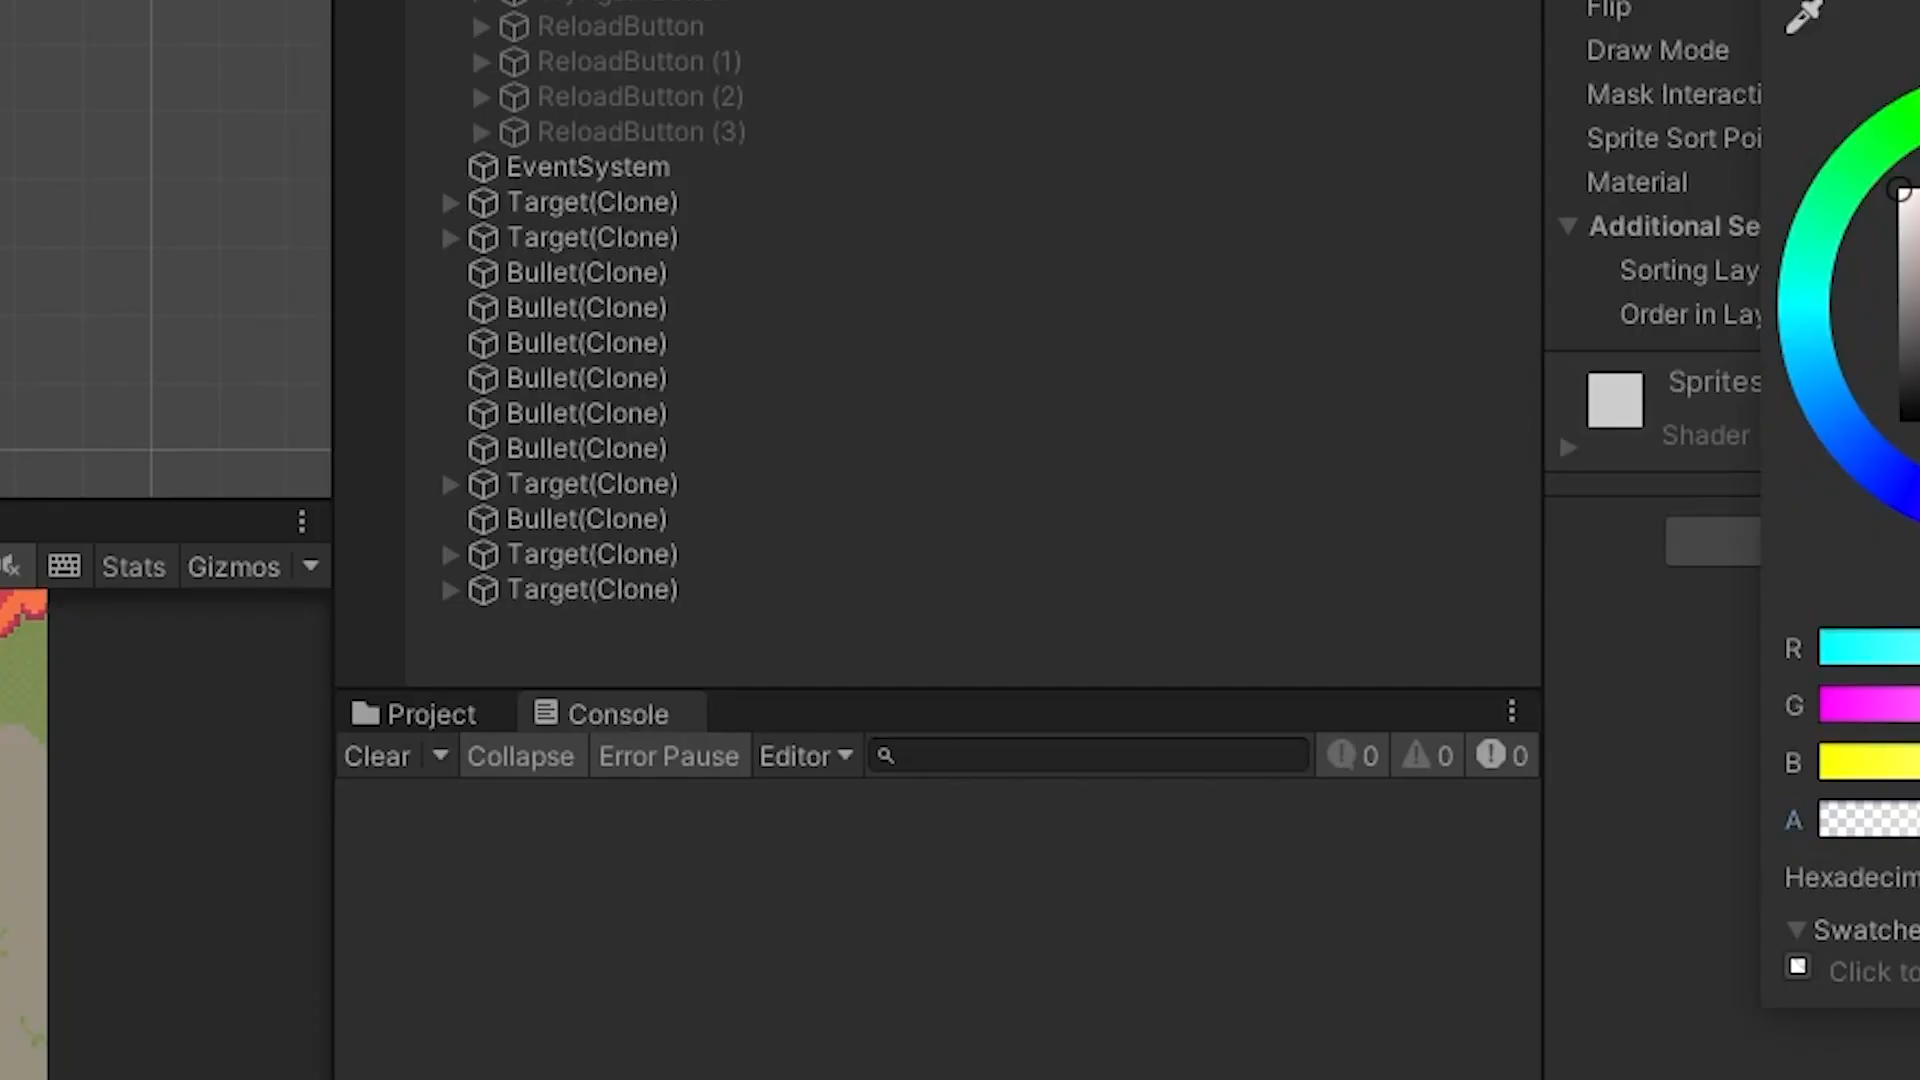 ReloadButton
ReloadButton (1)
ReloadButton (2)
ReloadButton (3)
EventSystem
Target(Clone)
Target(Clone)
Bullet(Clone)
Bullet(Clone)
Bullet(Clone)
Bullet(Clone)
Bullet(Clone)
Bullet(Clone)
Target(Clone)
Bullet(Clone)
Target(Clone)
Target(Clone)
Stats Gizmos
Project Console
Clear Collapse Error Pause Editor 0 0 0
Flip
Draw Mode
Mask Interacti
Sprite Sort Poi
Material
Additional Se
Sorting Lay
Order in Lay
Sprites
Shader
R
G
B
A
Hexadecim
Swatche
Click to